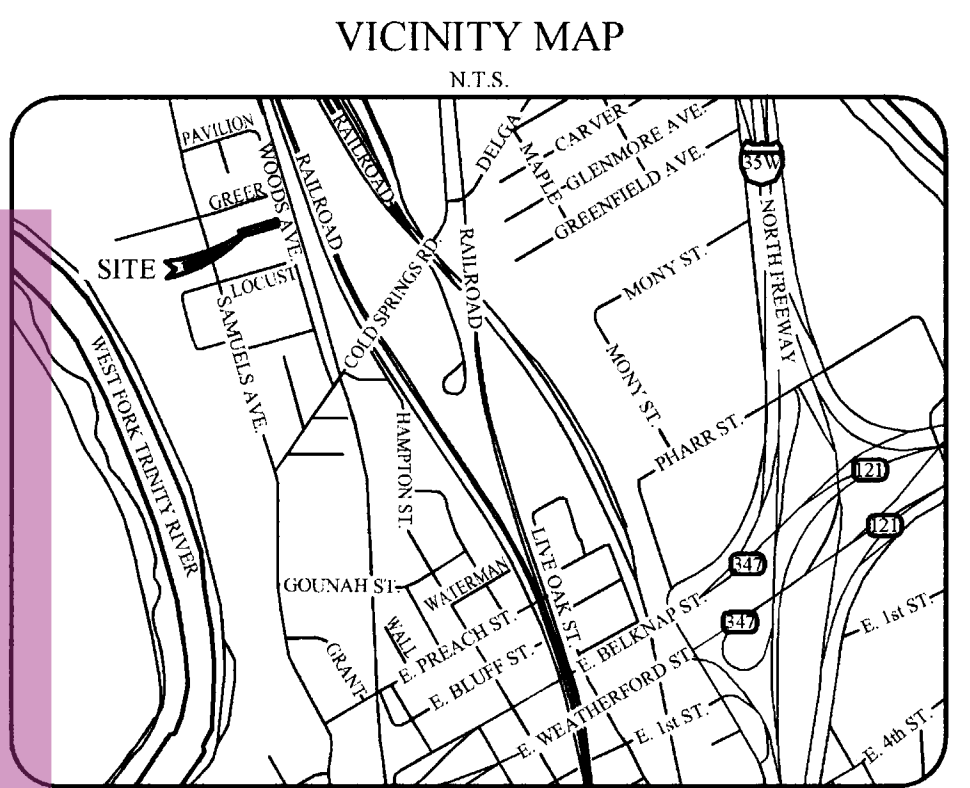 VICINITY MAP
N.T.S.
PAVILION
WOODS AVE.
GREER
RAILROAD
RAILROAD
DELGA
MAPLE
CARVER
GLENMORE AVE.
GREENFIELD AVE.
35W
NORTH FREEWAY
SITE
LOCUST
SAMUELS AVE.
COLD SPRINGS RD.
RAILROAD
MONY ST.
MONY ST.
WEST FORK TRINITY RIVER
HAMPTON ST.
PHARR ST.
121
121
347
347
LIVE OAK ST.
GOUNAH ST.
WATERMAN
WALL
GRANT
E. PREACH ST.
E. BLUFF ST.
E. BELKNAP ST.
E. WEATHERFORD ST.
E. 1st ST.
E. 1st ST.
E. 4th ST.